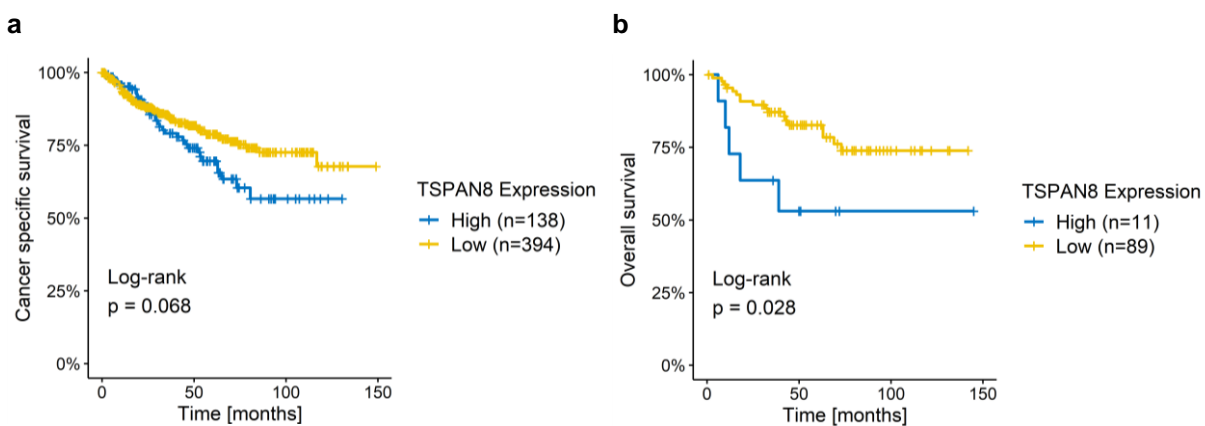 a
Cancer specific survival
100%
75%
50%
25%
0%
Log-rank
p = 0.068
0 50 100 150
Time [months]
TSPAN8 Expression
High (n=138)
Low (n=394)
b
Overall survival
100%
75%
50%
25%
0%
Log-rank
p = 0.028
0 50 100 150
Time [months]
TSPAN8 Expression
High (n=11)
Low (n=89)